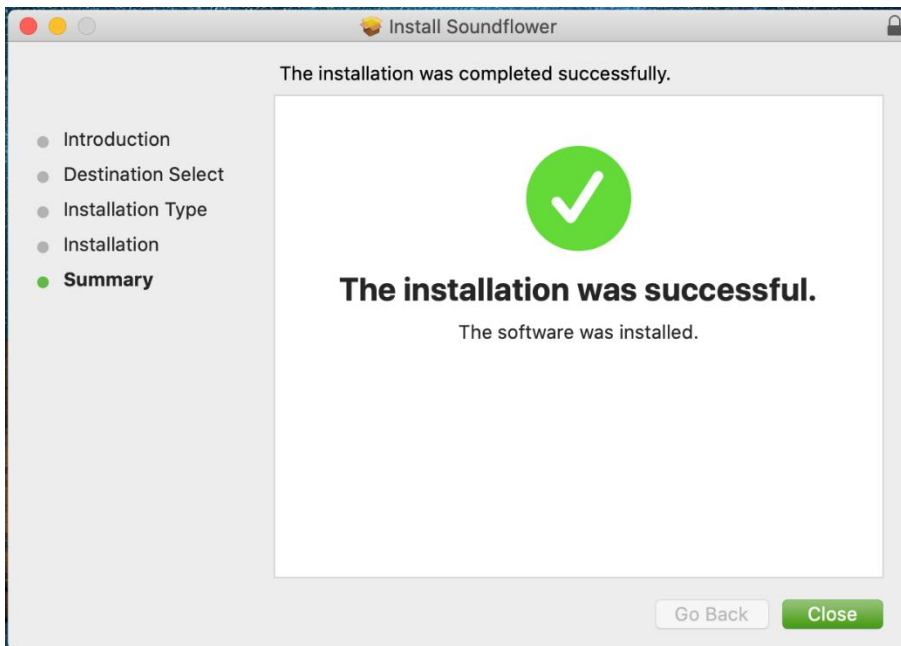 Install Soundflower
The installation was completed successfully.
Introduction
Destination Select
Installation Type
Installation
Summary
The installation was successful.
The software was installed.
Go Back
Close